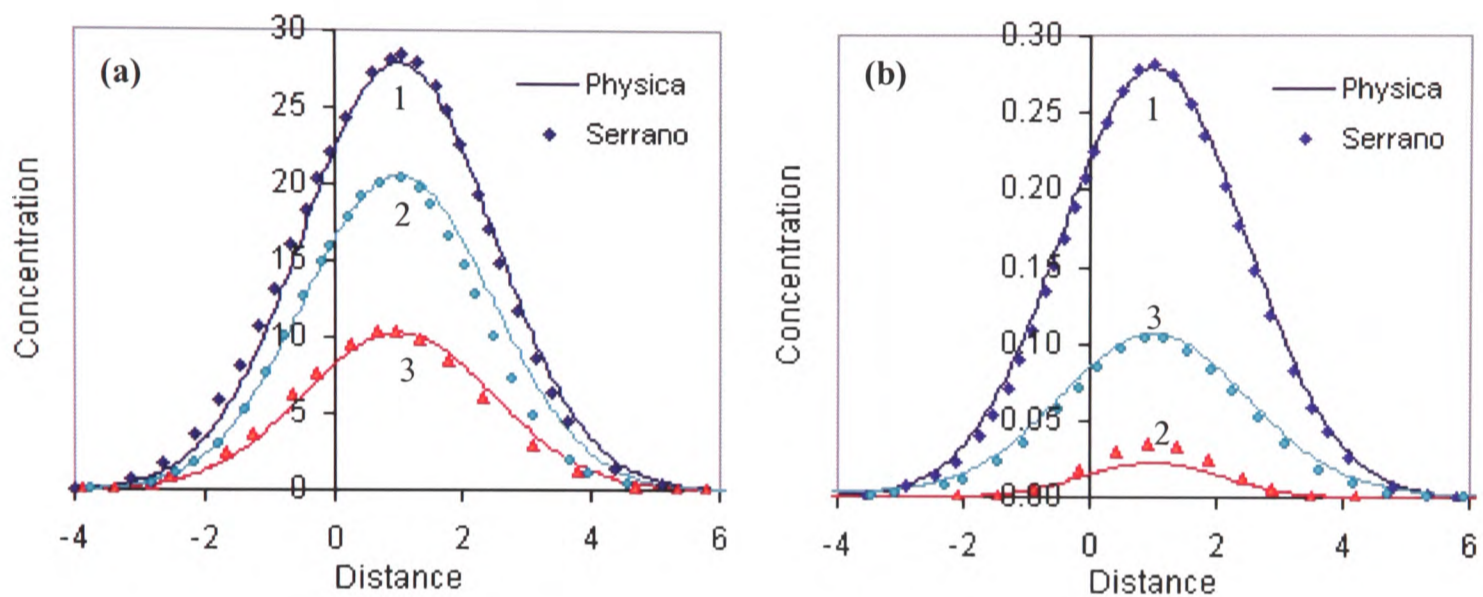 (a)
Concentration
30
25
20
15
10
5
0
Physica
Serrano
1
2
3
-4 -2 0 2 4 6
Distance
(b)
Concentration
0.30
0.25
0.20
0.15
0.10
0.05
0.00
Physica
Serrano
1
3
2
-4 -2 0 2 4 6
Distance